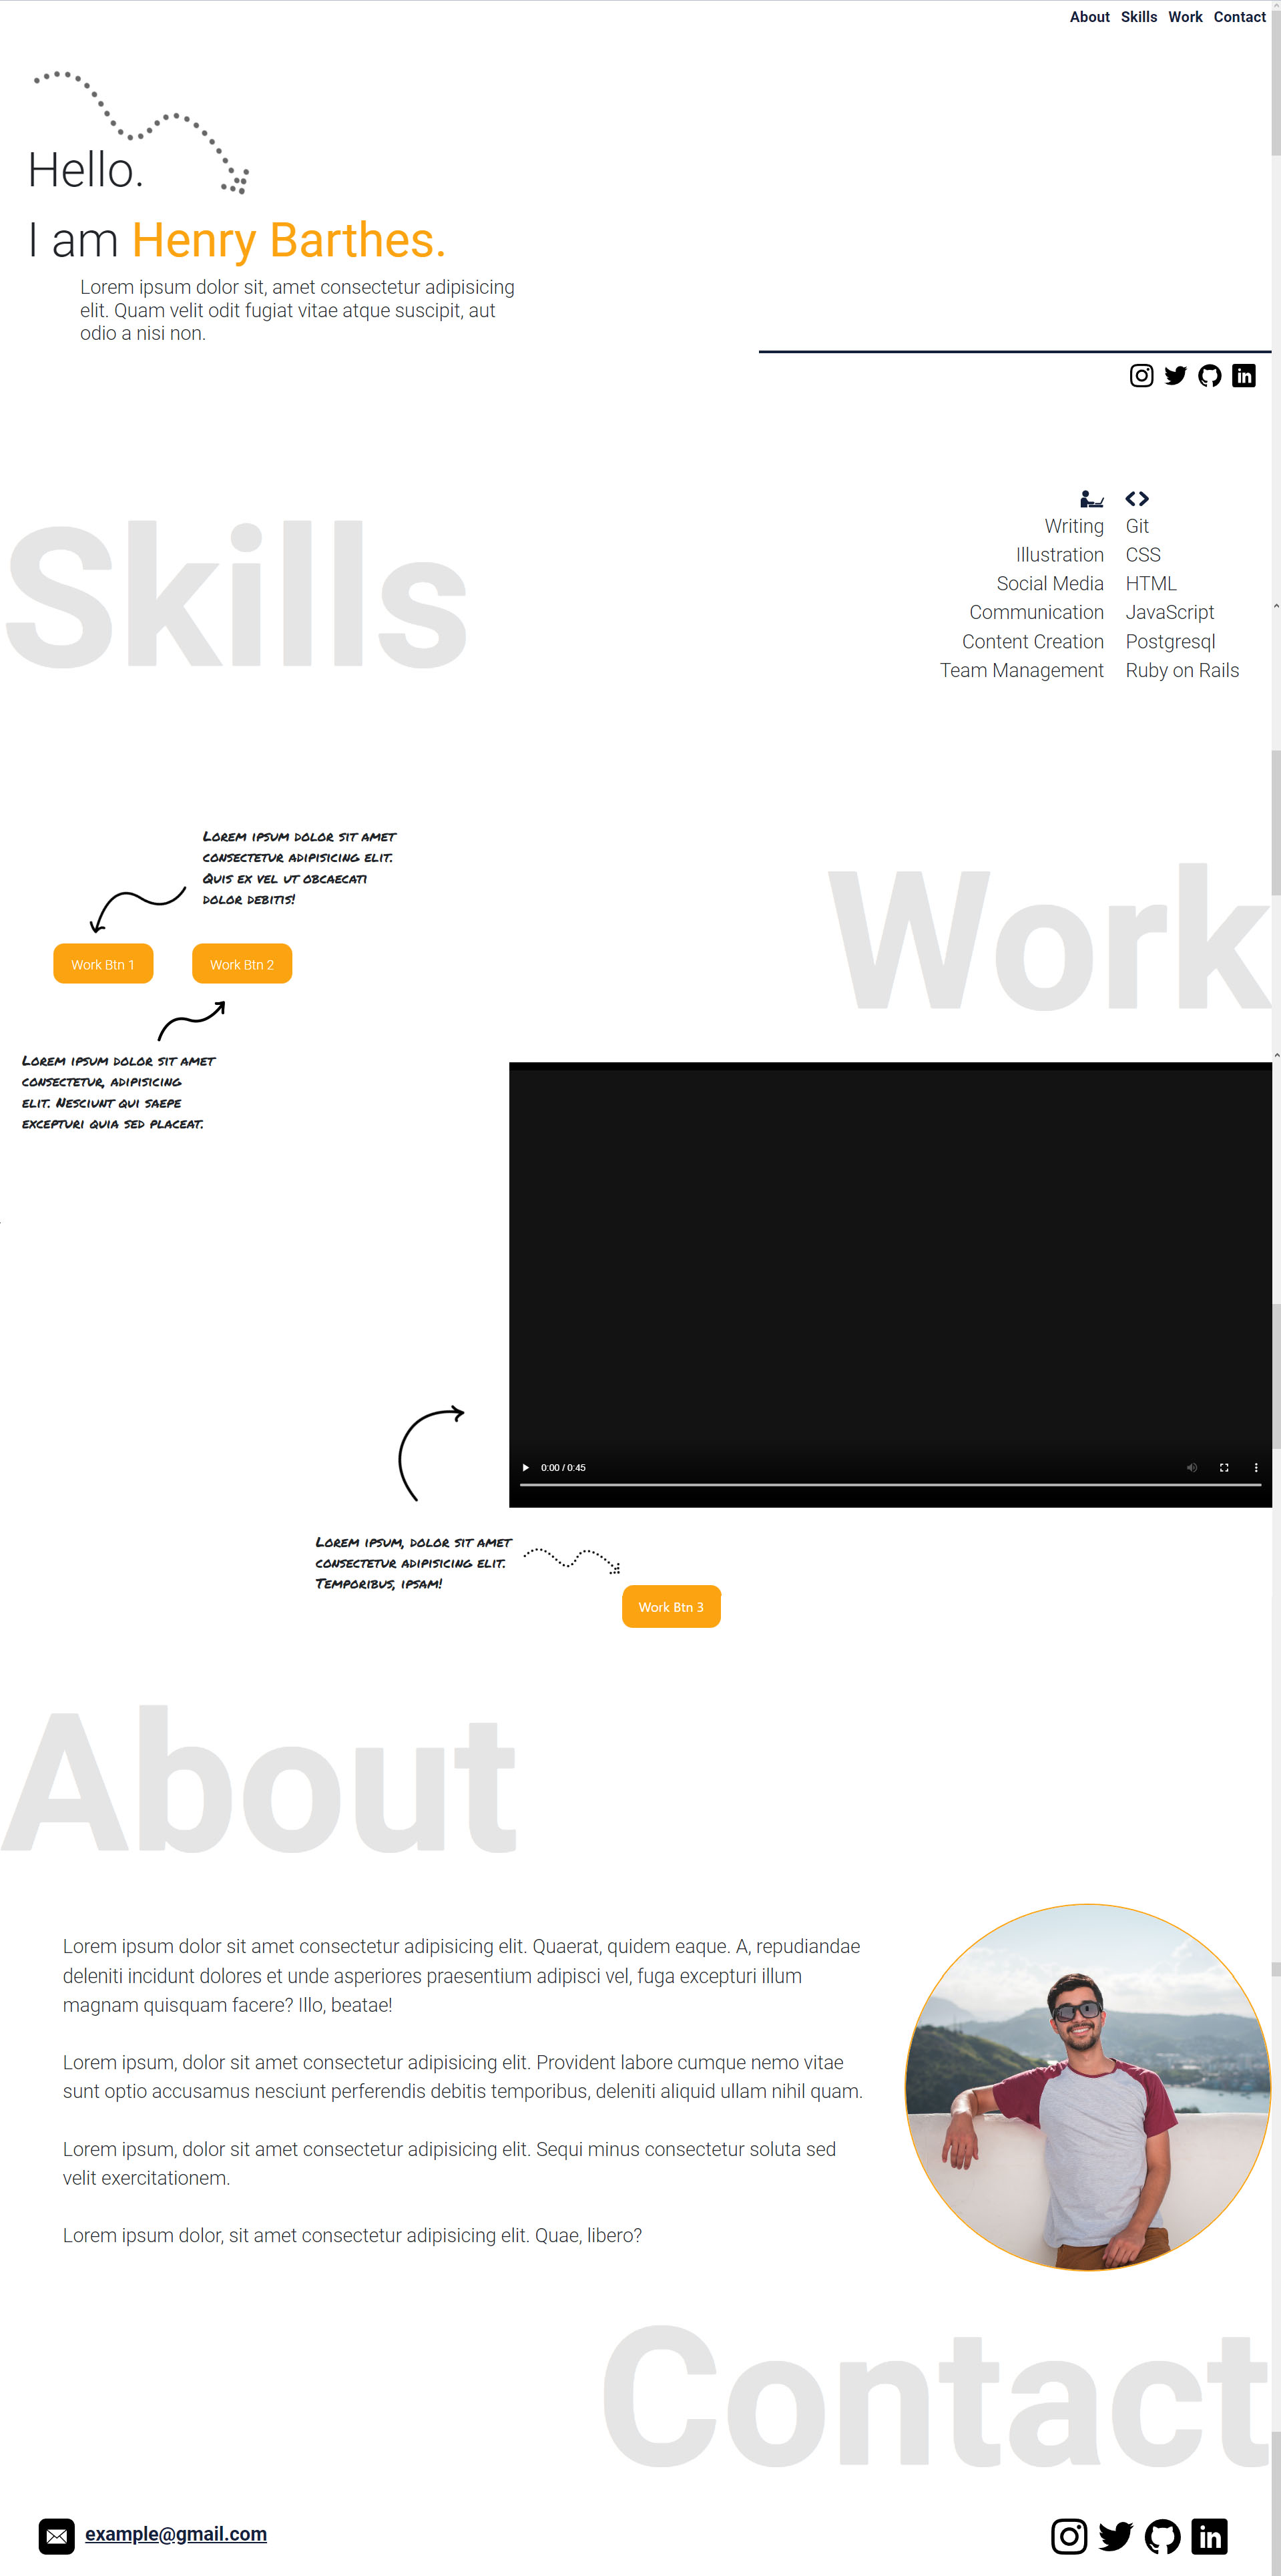 About Skills Work Contact
Hello.
I am Henry Barthes.
Lorem ipsum dolor sit, amet consectetur adipisicing
elit. Quam velit odit fugiat vitae atque suscipit, aut
odio a nisi non.
Skills
Writing
Illustration
Social Media
Communication
Content Creation
Team Management
Git
CSS
HTML
JavaScript
Postgresql
Ruby on Rails
Work
Lorem ipsum dolor sit amet
consectetur adipisicing elit.
Quis ex vel ut obcaecati
dolor debitis!
Work Btn 1
Work Btn 2
Lorem ipsum dolor sit amet
consectetur, adipisicing
elit. Nesciunt qui saepe
excepturi quia sed placeat.
0:00 / 0:45
Lorem ipsum, dolor sit amet
consectetur adipisicing elit.
Temporibus, ipsam!
Work Btn 3
About
Lorem ipsum dolor sit amet consectetur adipisicing elit. Quaerat, quidem eaque. A, repudiandae
deleniti incidunt dolores et unde asperiores praesentium adipisci vel, fuga excepturi illum
magnam quisquam facere? Illo, beatae!
Lorem ipsum, dolor sit amet consectetur adipisicing elit. Provident labore cumque nemo vitae
sunt optio accusamus nesciunt perferendis debitis temporibus, deleniti aliquid ullam nihil quam.
Lorem ipsum, dolor sit amet consectetur adipisicing elit. Sequi minus consectetur soluta sed
velit exercitationem.
Lorem ipsum dolor, sit amet consectetur adipisicing elit. Quae, libero?
Contact
example@gmail.com